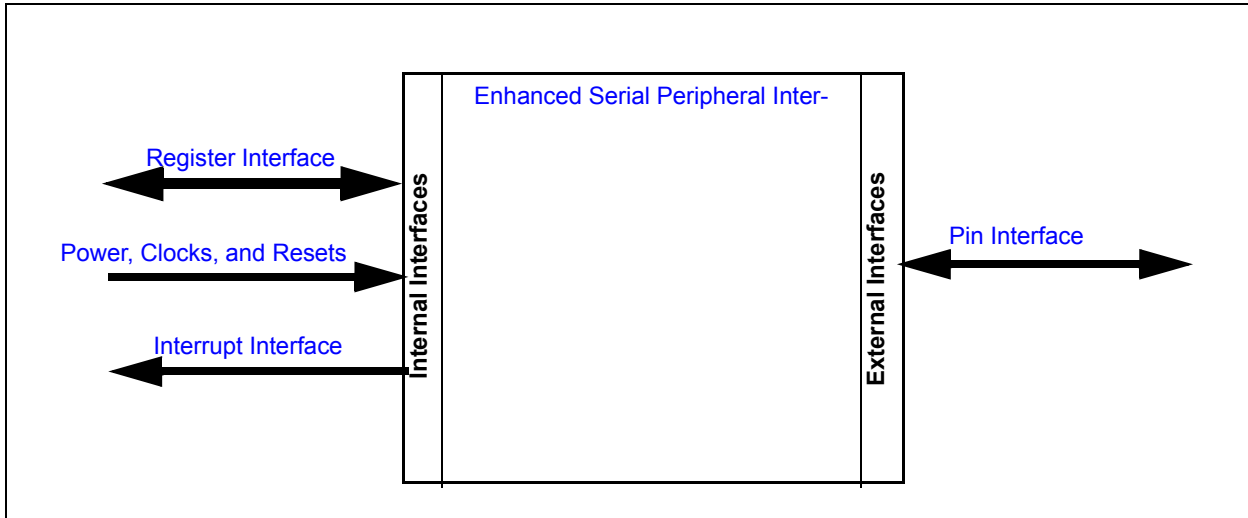 Enhanced Serial Peripheral Inter-
Register Interface
Power, Clocks, and Resets
Interrupt Interface
Internal Interfaces
External Interfaces
Pin Interface